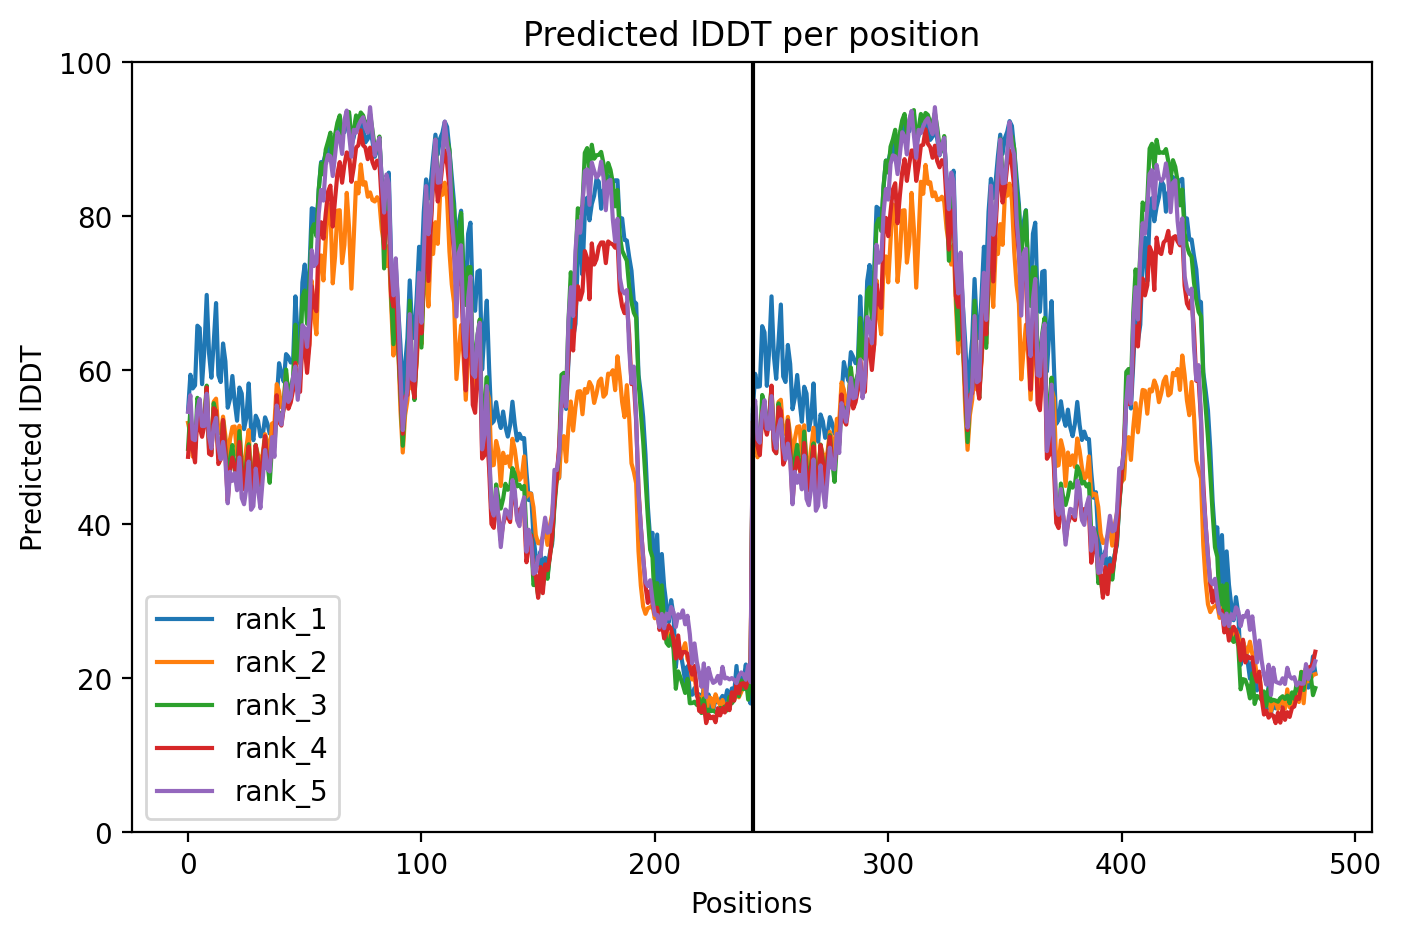 Predicted lDDT per position
Predicted lDDT
100
80
60
40
20
0
rank_1
rank_2
rank_3
rank_4
rank_5
0 100 200 300 400 500
Positions